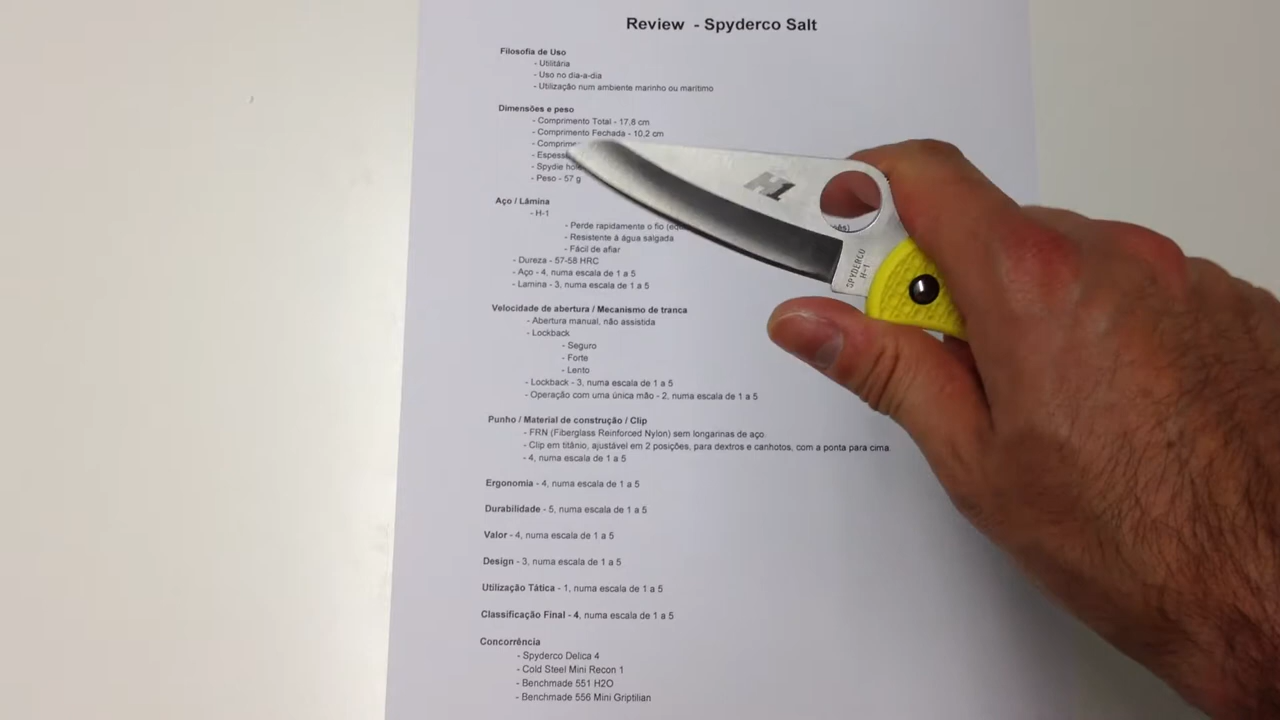 Review - Spyderco Salt
Filosofia de Uso
- Utilitária
- Uso no dia-a-dia
- Utilização num ambiente marinho ou marítimo
Dimensões e peso
- Comprimento Total - 17,8 cm
- Comprimento Fechada - 10,2 cm
- Peso - 57 g
Aço / Lâmina
- H-1
- Perde rapidamente o fio
- Resistente à água salgada
- Fácil de afiar
- Dureza - 57-58 HRC
- Aço - 4, numa escala de 1 a 5
- Lamina - 3, numa escala de 1 a 5
H1
SPYDERCO
H-1
Velocidade de abertura / Mecanismo de tranca
- Abertura manual, não assistida
- Lockback
- Seguro
- Forte
- Lento
- Lockback - 3, numa escala de 1 a 5
- Operação com uma única mão - 2, numa escala de 1 a 5
Punho / Material de construção / Clip
- FRN (Fiberglass Reinforced Nylon) sem longarinas de aço.
- Clip em titânio, ajustável em 2 posições, para dextros e canhotos, com a ponta para cima.
- 4, numa escala de 1 a 5
Ergonomia - 4, numa escala de 1 a 5
Durabilidade - 5, numa escala de 1 a 5
Valor - 4, numa escala de 1 a 5
Design - 3, numa escala de 1 a 5
Utilização Tática - 1, numa escala de 1 a 5
Classificação Final - 4, numa escala de 1 a 5
Concorrência
- Spyderco Delica 4
- Cold Steel Mini Recon 1
- Benchmade 551 H2O
- Benchmade 556 Mini Griptilian